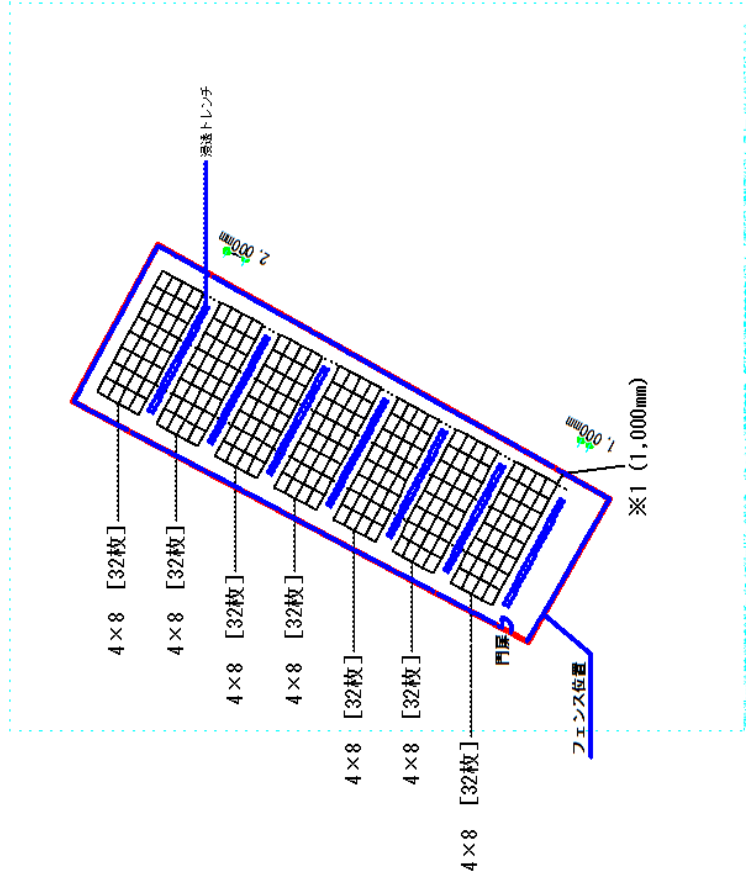 浸透トレンチ
2,000mm
1,000mm
※1 (1,000mm)
4×8 [32枚]
4×8 [32枚]
4×8 [32枚]
4×8 [32枚]
4×8 [32枚]
4×8 [32枚]
4×8 [32枚]
門扉
フェンス位置